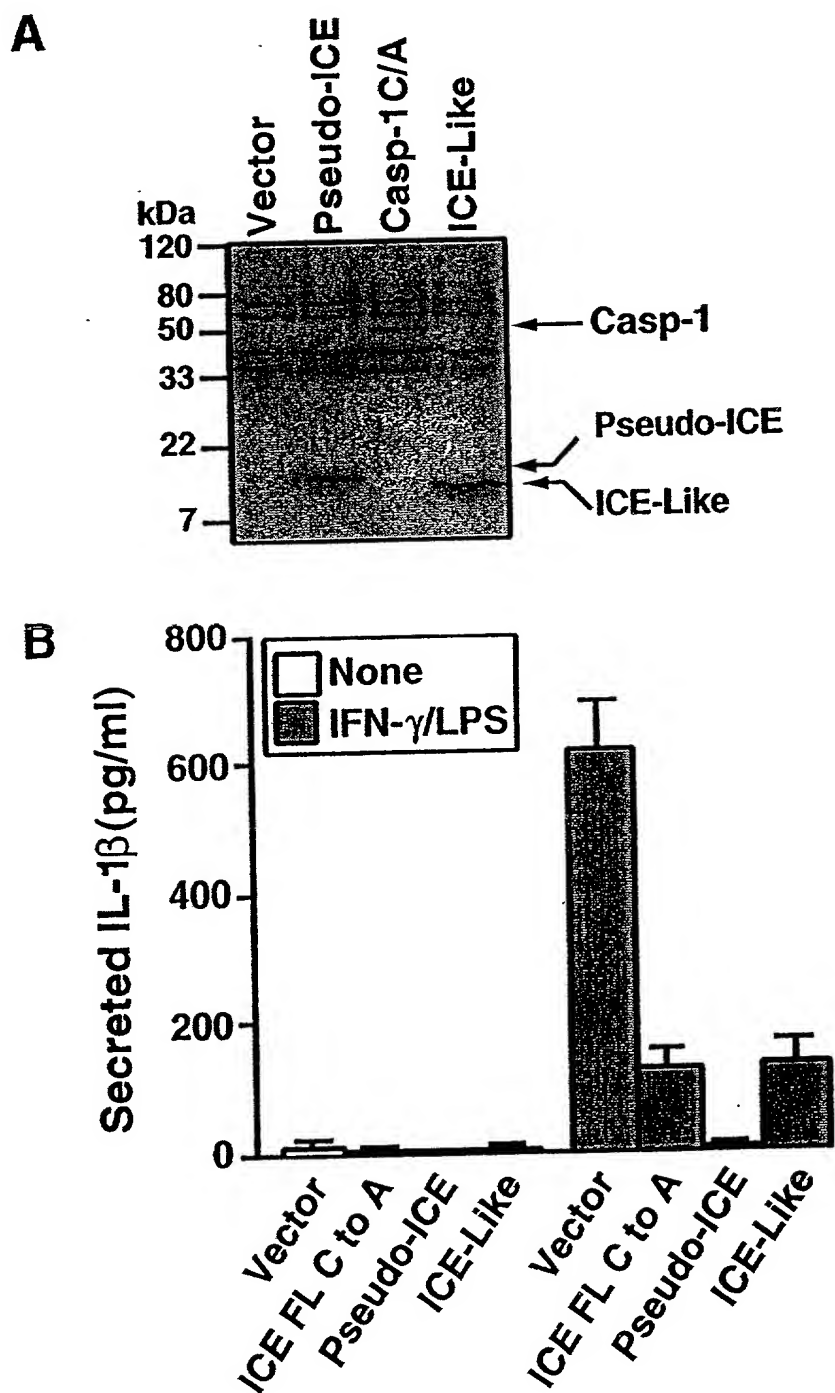 A
Vector
Pseudo-ICE
Casp-1C/A
ICE-Like
kDa
120
80
50
33
22
7
Casp-1
Pseudo-ICE
ICE-Like
B
None
IFN-γ/LPS
Secreted IL-1β(pg/ml)
800
600
400
200
0
Vector
ICE FL C to A
Pseudo-ICE
ICE-Like
Vector
ICE FL C to A
Pseudo-ICE
ICE-Like